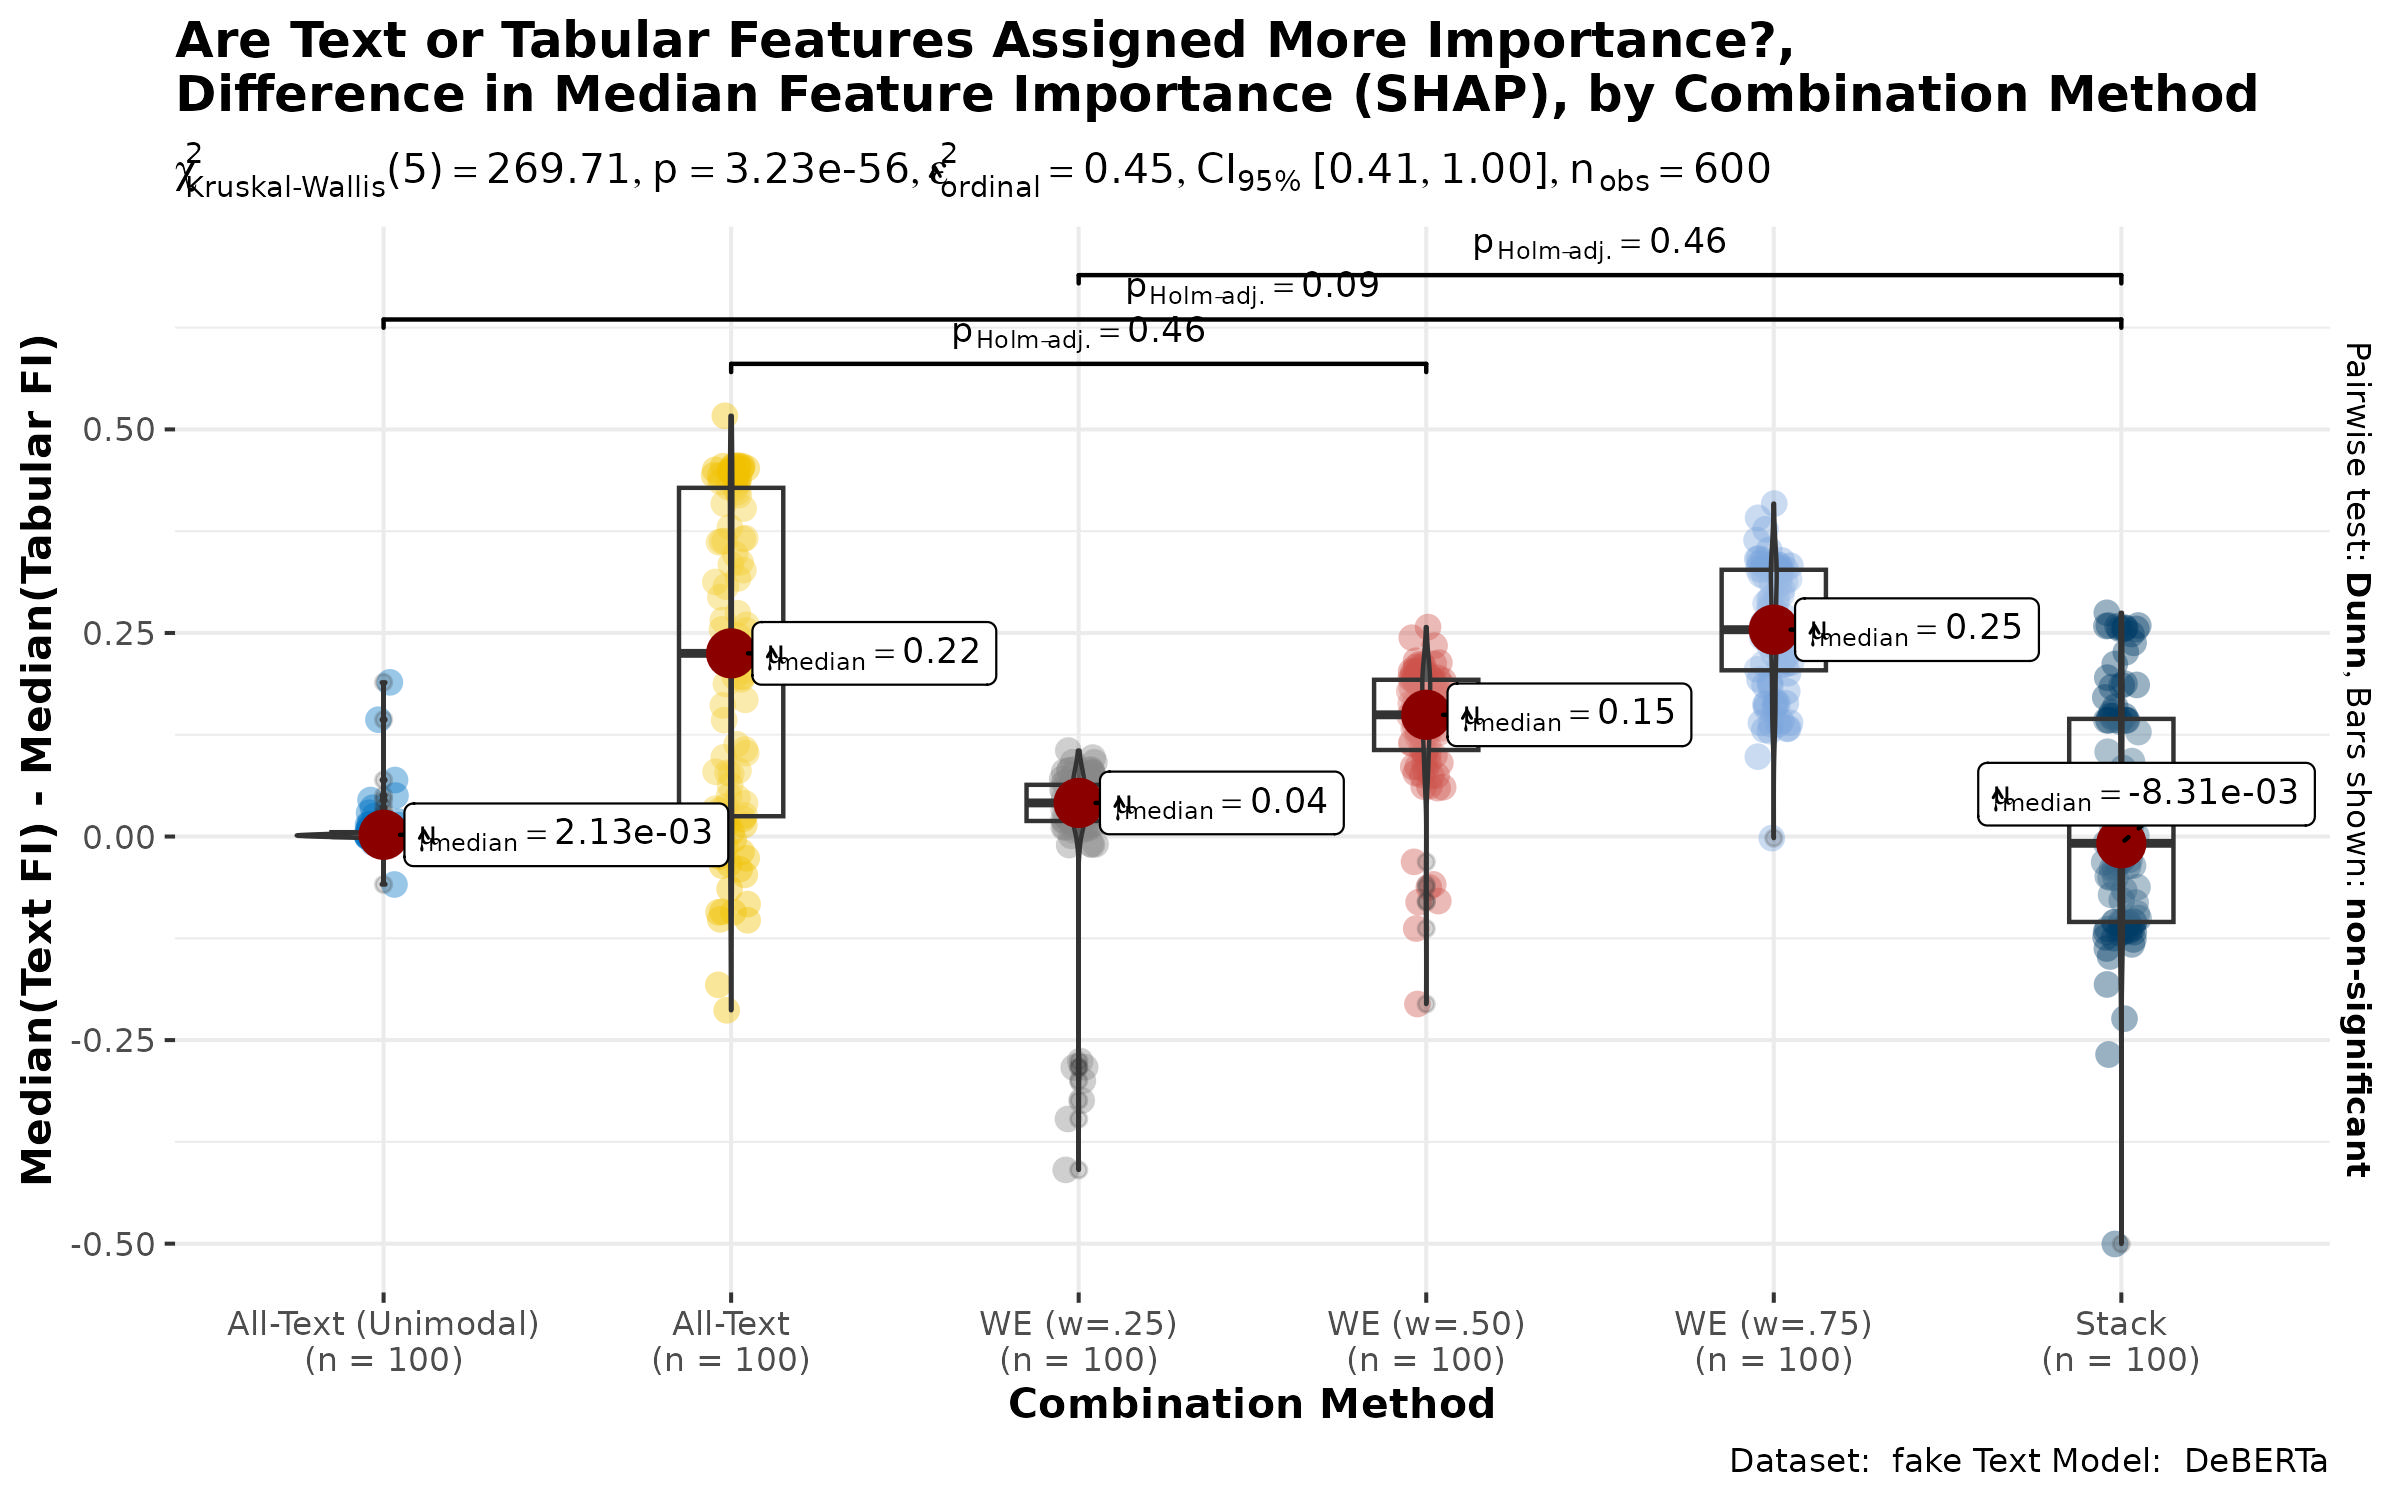 Are Text or Tabular Features Assigned More Importance?,
Difference in Median Feature Importance (SHAP), by Combination Method
χ²Kruskal-Wallis(5) = 269.71, p = 3.23e-56, ε̂²ordinal = 0.45, CI95% [0.41, 1.00], nobs = 600
pHolm-adj. = 0.46
pHolm-adj. = 0.09
pHolm-adj. = 0.46
Median(Text FI) - Median(Tabular FI)
0.50
0.25
0.00
-0.25
-0.50
μ̂median = 2.13e-03
μ̂median = 0.22
μ̂median = 0.04
μ̂median = 0.15
μ̂median = 0.25
μ̂median = -8.31e-03
Pairwise test: Dunn, Bars shown: non-significant
All-Text (Unimodal)
(n = 100)
All-Text
(n = 100)
WE (w=.25)
(n = 100)
WE (w=.50)
(n = 100)
WE (w=.75)
(n = 100)
Stack
(n = 100)
Combination Method
Dataset: fake Text Model: DeBERTa